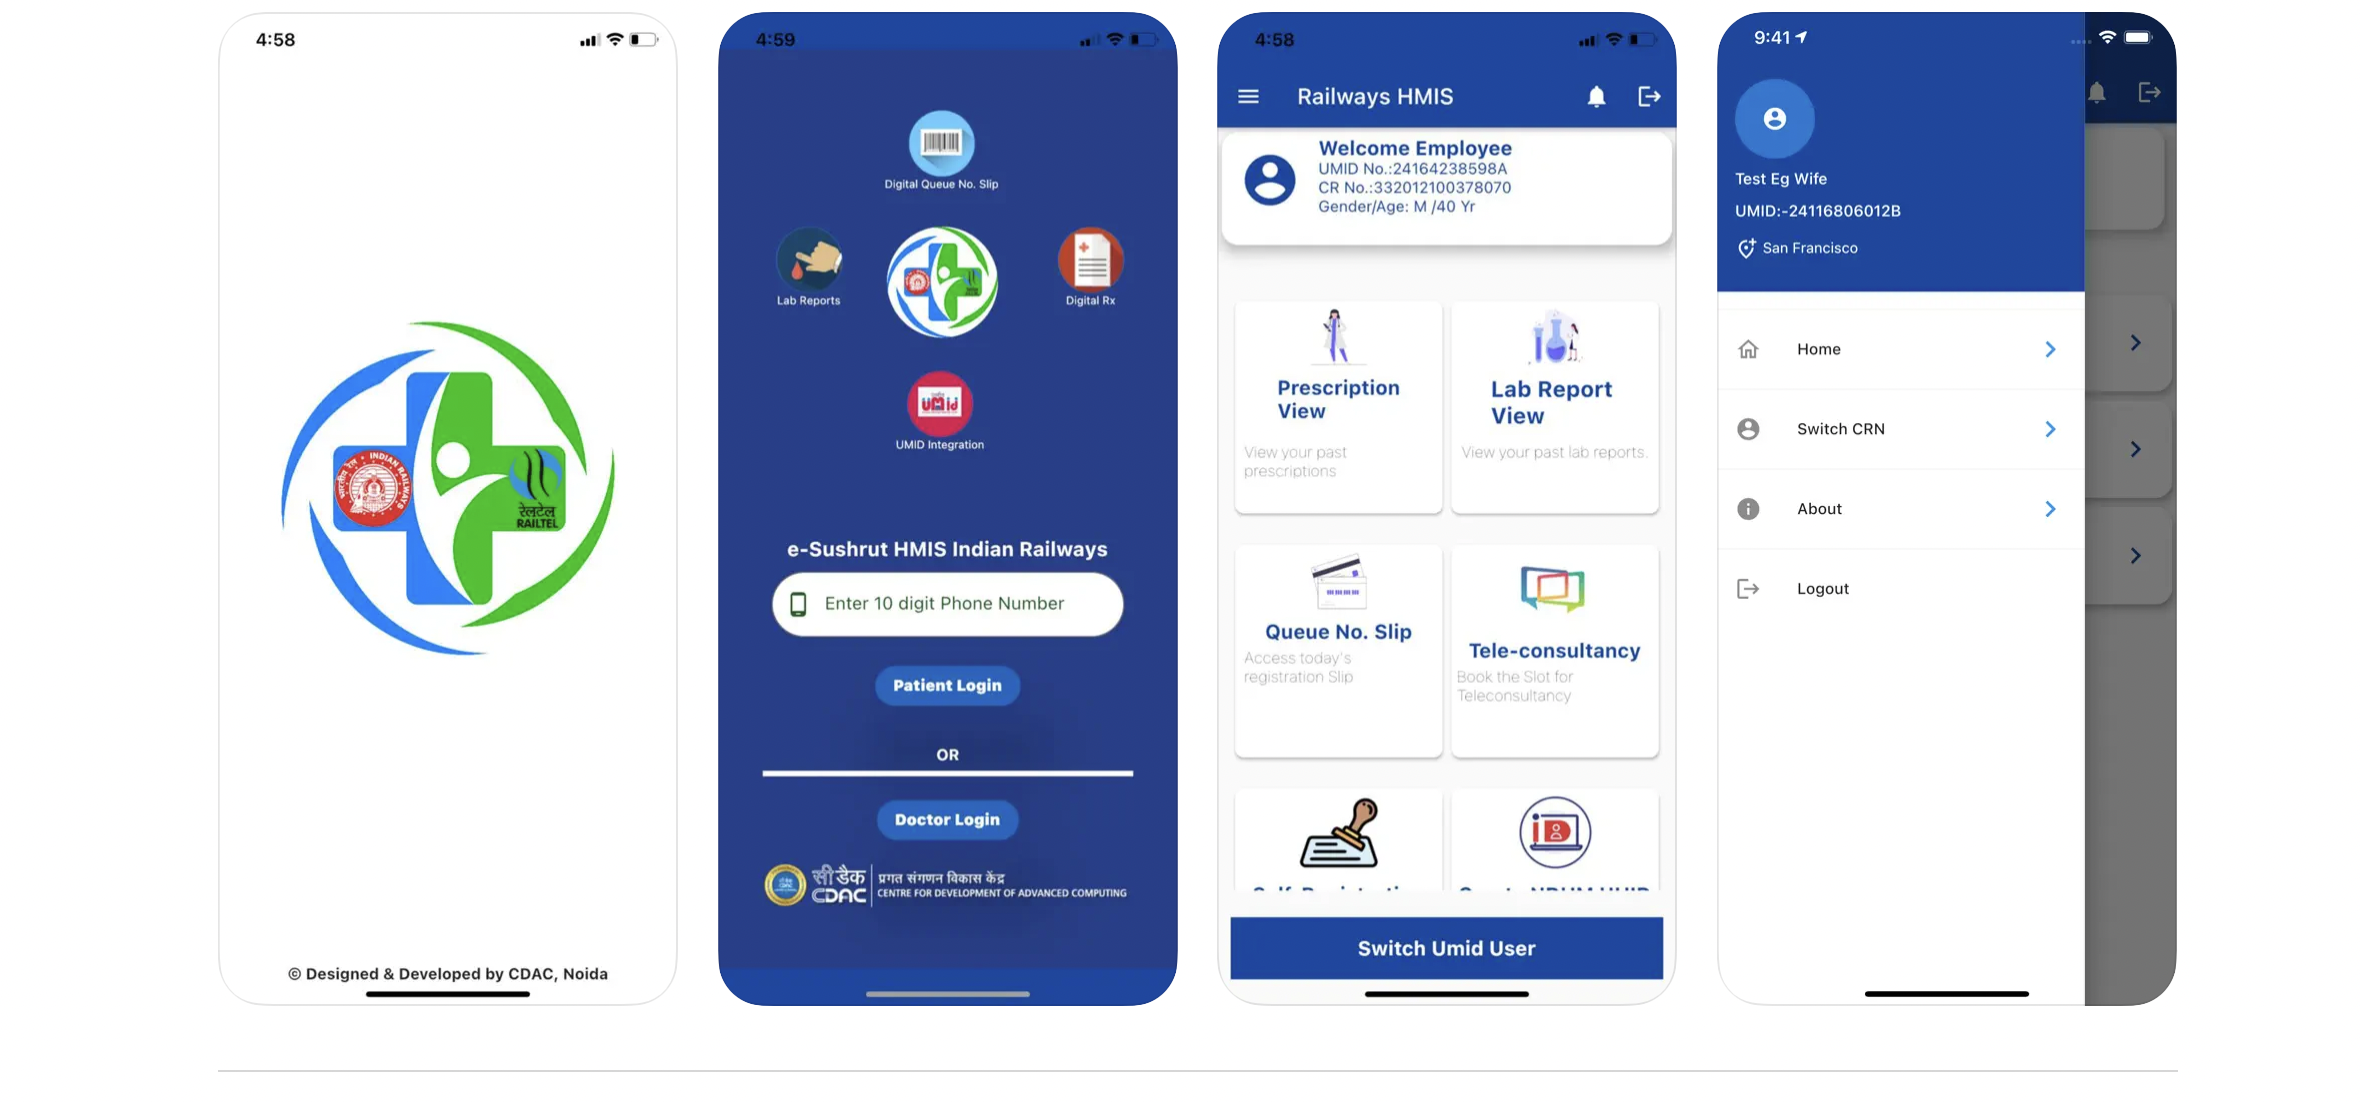 4:58
भारतीय रेल • INDIAN RAILWAYS
रेलटेल
RAILTEL
© Designed & Developed by CDAC, Noida
4:59
Digital Queue No. Slip
Lab Reports
Digital Rx
UMid
UMID Integration
e-Sushrut HMIS Indian Railways
Enter 10 digit Phone Number
Patient Login
OR
Doctor Login
सी डैक
CDAC
प्रगत संगणन विकास केंद्र
CENTRE FOR DEVELOPMENT OF ADVANCED COMPUTING
4:58
Railways HMIS
Welcome Employee
UMID No.:24164238598A
CR No.:332012100378070
Gender/Age: M /40 Yr
Prescription
View
View your past
prescriptions
Lab Report
View
View your past lab reports.
Queue No. Slip
Access today's
registration Slip
Tele-consultancy
Book the Slot for
Teleconsultancy
iD
Switch Umid User
9:41
Test Eg Wife
UMID:-24116806012B
San Francisco
Home
Switch CRN
About
Logout